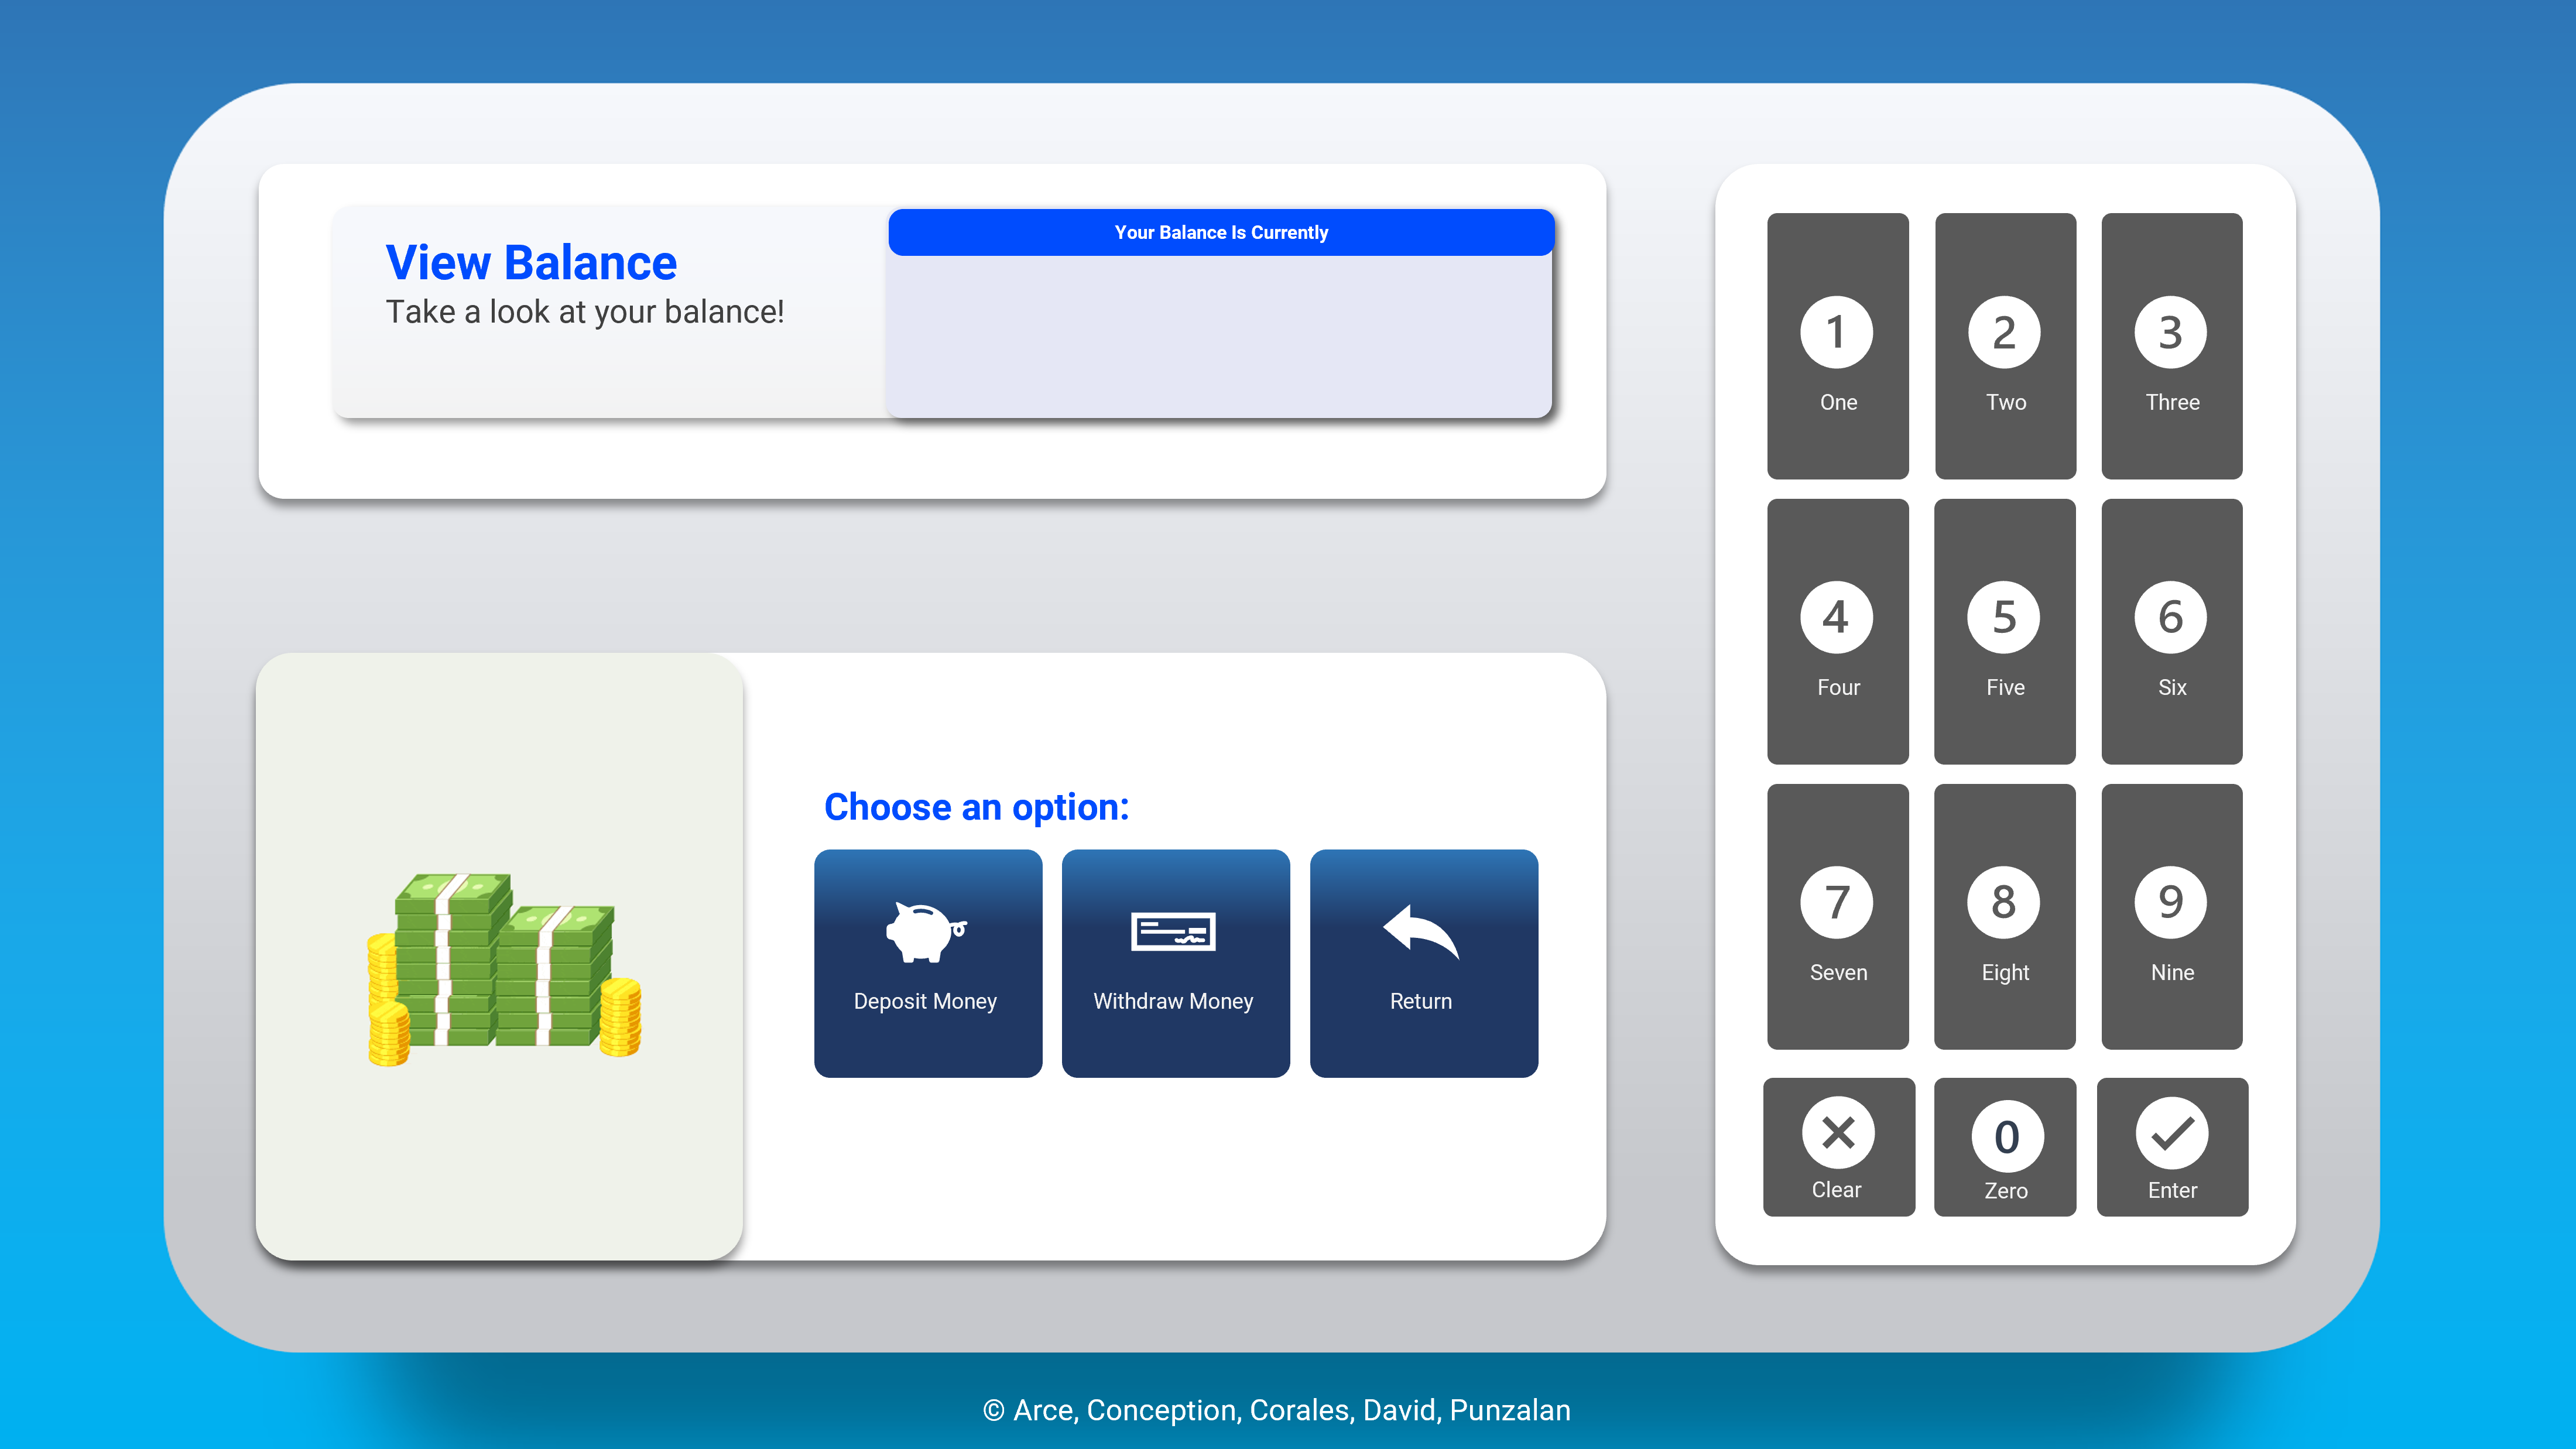 View Balance
Take a look at your balance!
Your Balance Is Currently
Choose an option:
Deposit Money
Withdraw Money
Return
1
One
2
Two
3
Three
4
Four
5
Five
6
Six
7
Seven
8
Eight
9
Nine
Clear
0
Zero
Enter
© Arce, Conception, Corales, David, Punzalan